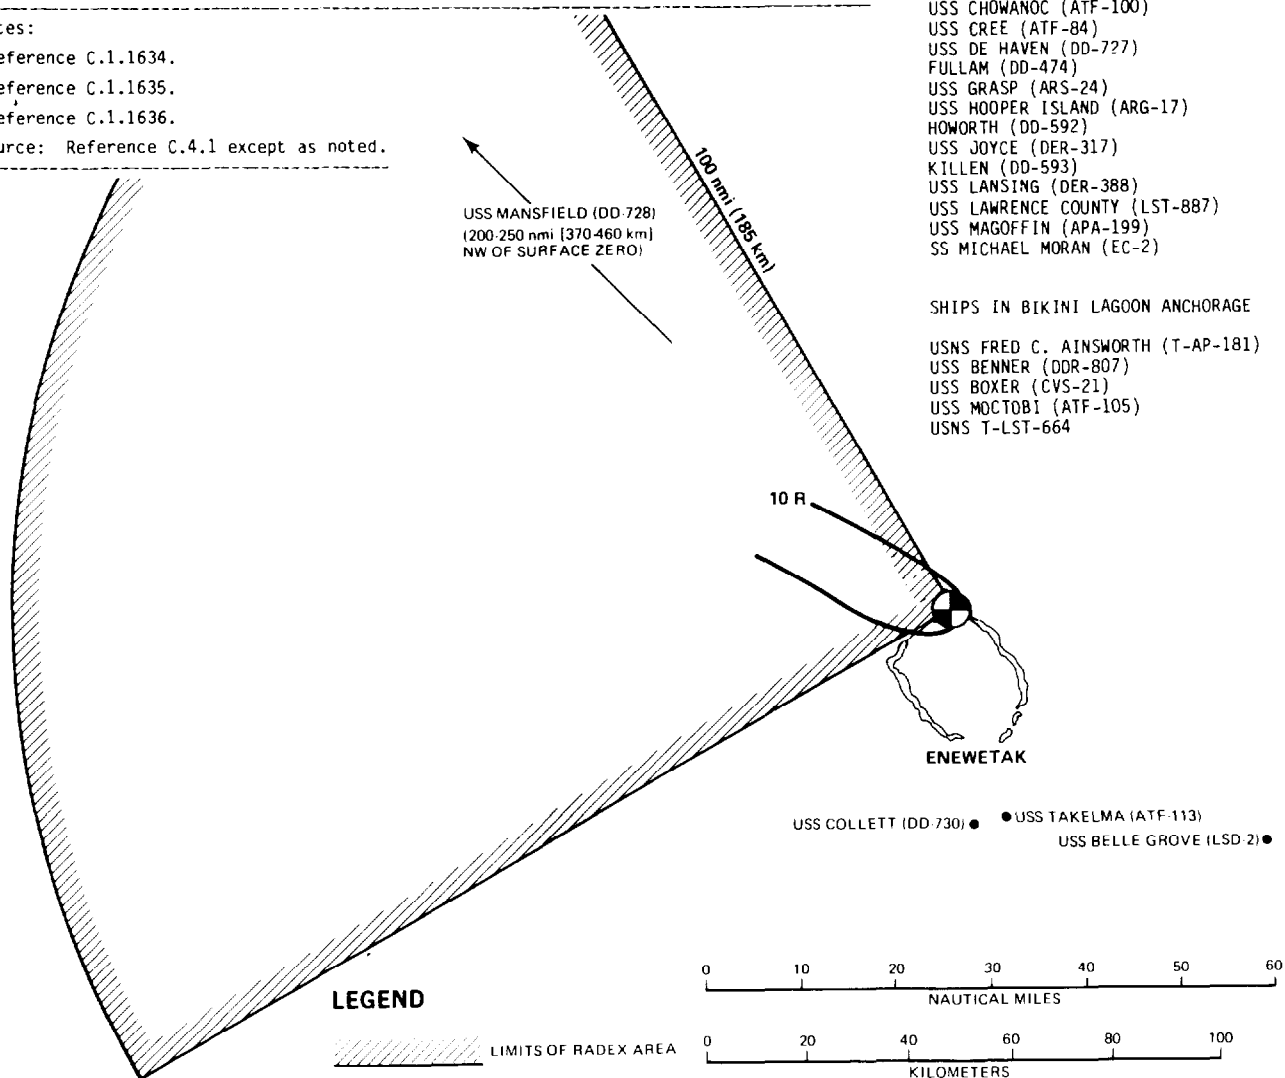 tes:
eference C.1.1634.
eference C.1.1635.
eference C.1.1636.
urce: Reference C.4.1 except as noted.
USS CHOWANOC (ATF-100)
USS CREE (ATF-84)
USS DE HAVEN (DD-727)
FULLAM (DD-474)
USS GRASP (ARS-24)
USS HOOPER ISLAND (ARG-17)
HOWORTH (DD-592)
USS JOYCE (DER-317)
KILLEN (DD-593)
USS LANSING (DER-388)
USS LAWRENCE COUNTY (LST-887)
USS MAGOFFIN (APA-199)
SS MICHAEL MORAN (EC-2)
SHIPS IN BIKINI LAGOON ANCHORAGE
USNS FRED C. AINSWORTH (T-AP-181)
USS BENNER (DDR-807)
USS BOXER (CVS-21)
USS MOCTOBI (ATF-105)
USNS T-LST-664
100 nmi (185 km)
USS MANSFIELD (DD-728)
(200-250 nmi [370-460 km]
NW OF SURFACE ZERO)
10 R
ENEWETAK
USS COLLETT (DD-730)
USS TAKELMA (ATF-113)
USS BELLE GROVE (LSD-2)
LEGEND
LIMITS OF RADEX AREA
0 10 20 30 40 50 60
NAUTICAL MILES
0 20 40 60 80 100
KILOMETERS